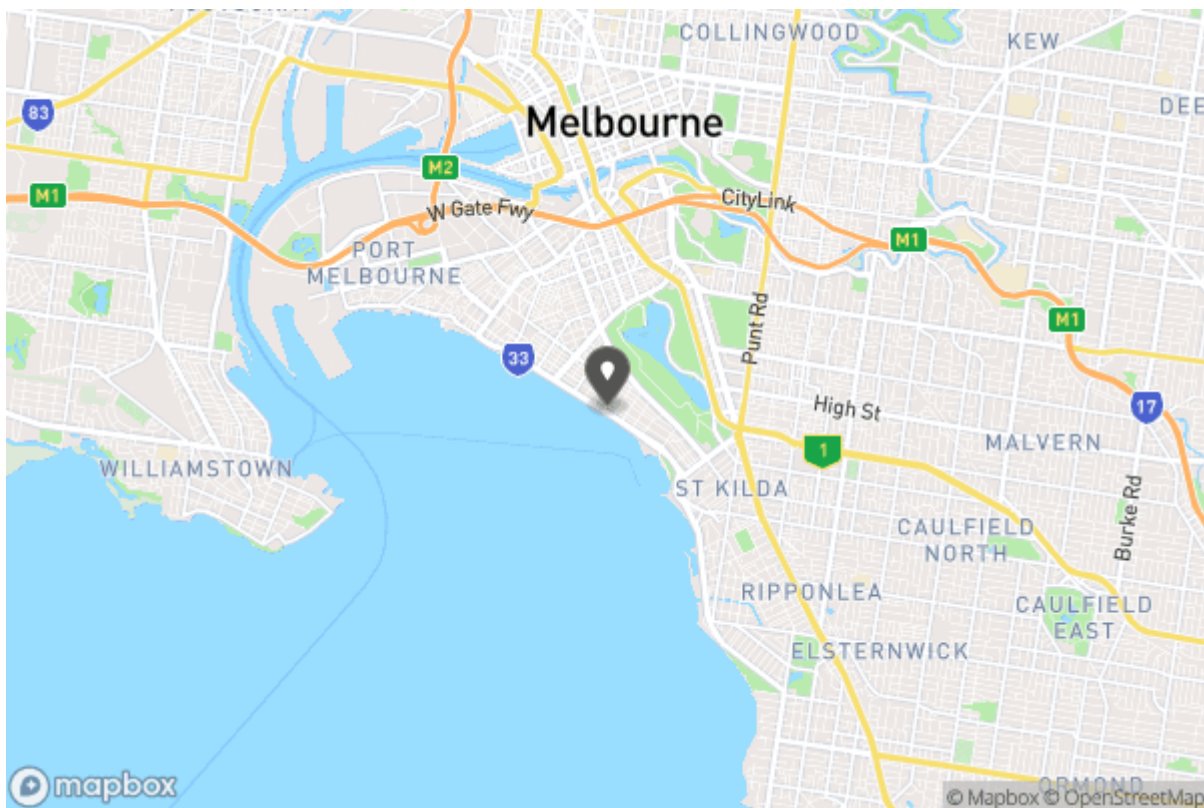 COLLINGWOOD
KEW
DEE
83
Melbourne
M2
M1
W Gate Fwy
CityLink
M1
PORT
MELBOURNE
M1
Punt Rd
33
High St
17
1
MALVERN
WILLIAMSTOWN
ST KILDA
Burke Rd
CAULFIELD
NORTH
RIPPONLEA
CAULFIELD
EAST
ELSTERNWICK
ORMOND
mapbox
© Mapbox © OpenStreetMap